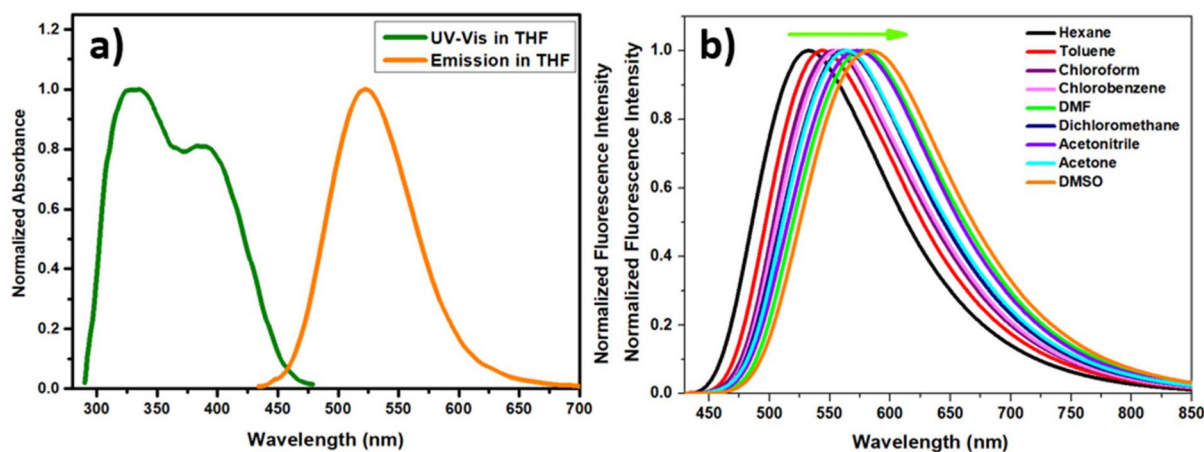 a)
UV-Vis in THF
Emission in THF
Normalized Absorbance
1.2
1.0
0.8
0.6
0.4
0.2
0.0
300 350 400 450 500 550 600 650 700
Wavelength (nm)
b)
Hexane
Toluene
Chloroform
Chlorobenzene
DMF
Dichloromethane
Acetonitrile
Acetone
DMSO
Normalized Fluorescence Intensity
Normalized Fluorescence Intensity
1.0
0.8
0.6
0.4
0.2
0.0
450 500 550 600 650 700 750 800 850
Wavelength (nm)